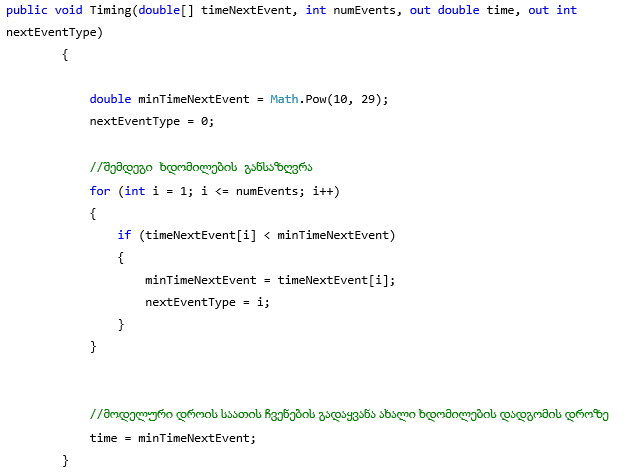 public void Timing(double[] timeNextEvent, int numEvents, out double time, out int
nextEventType)
{
double minTimeNextEvent = Math.Pow(10, 29);
nextEventType = 0;
//შემდეგი ხდომილების განსაზღვრა
for (int i = 1; i <= numEvents; i++)
{
if (timeNextEvent[i] < minTimeNextEvent)
{
minTimeNextEvent = timeNextEvent[i];
nextEventType = i;
}
}
//მოდელური დროის საათის ჩვენების გადაყვანა ახალი ხდომილების დადგომის დროზე
time = minTimeNextEvent;
}